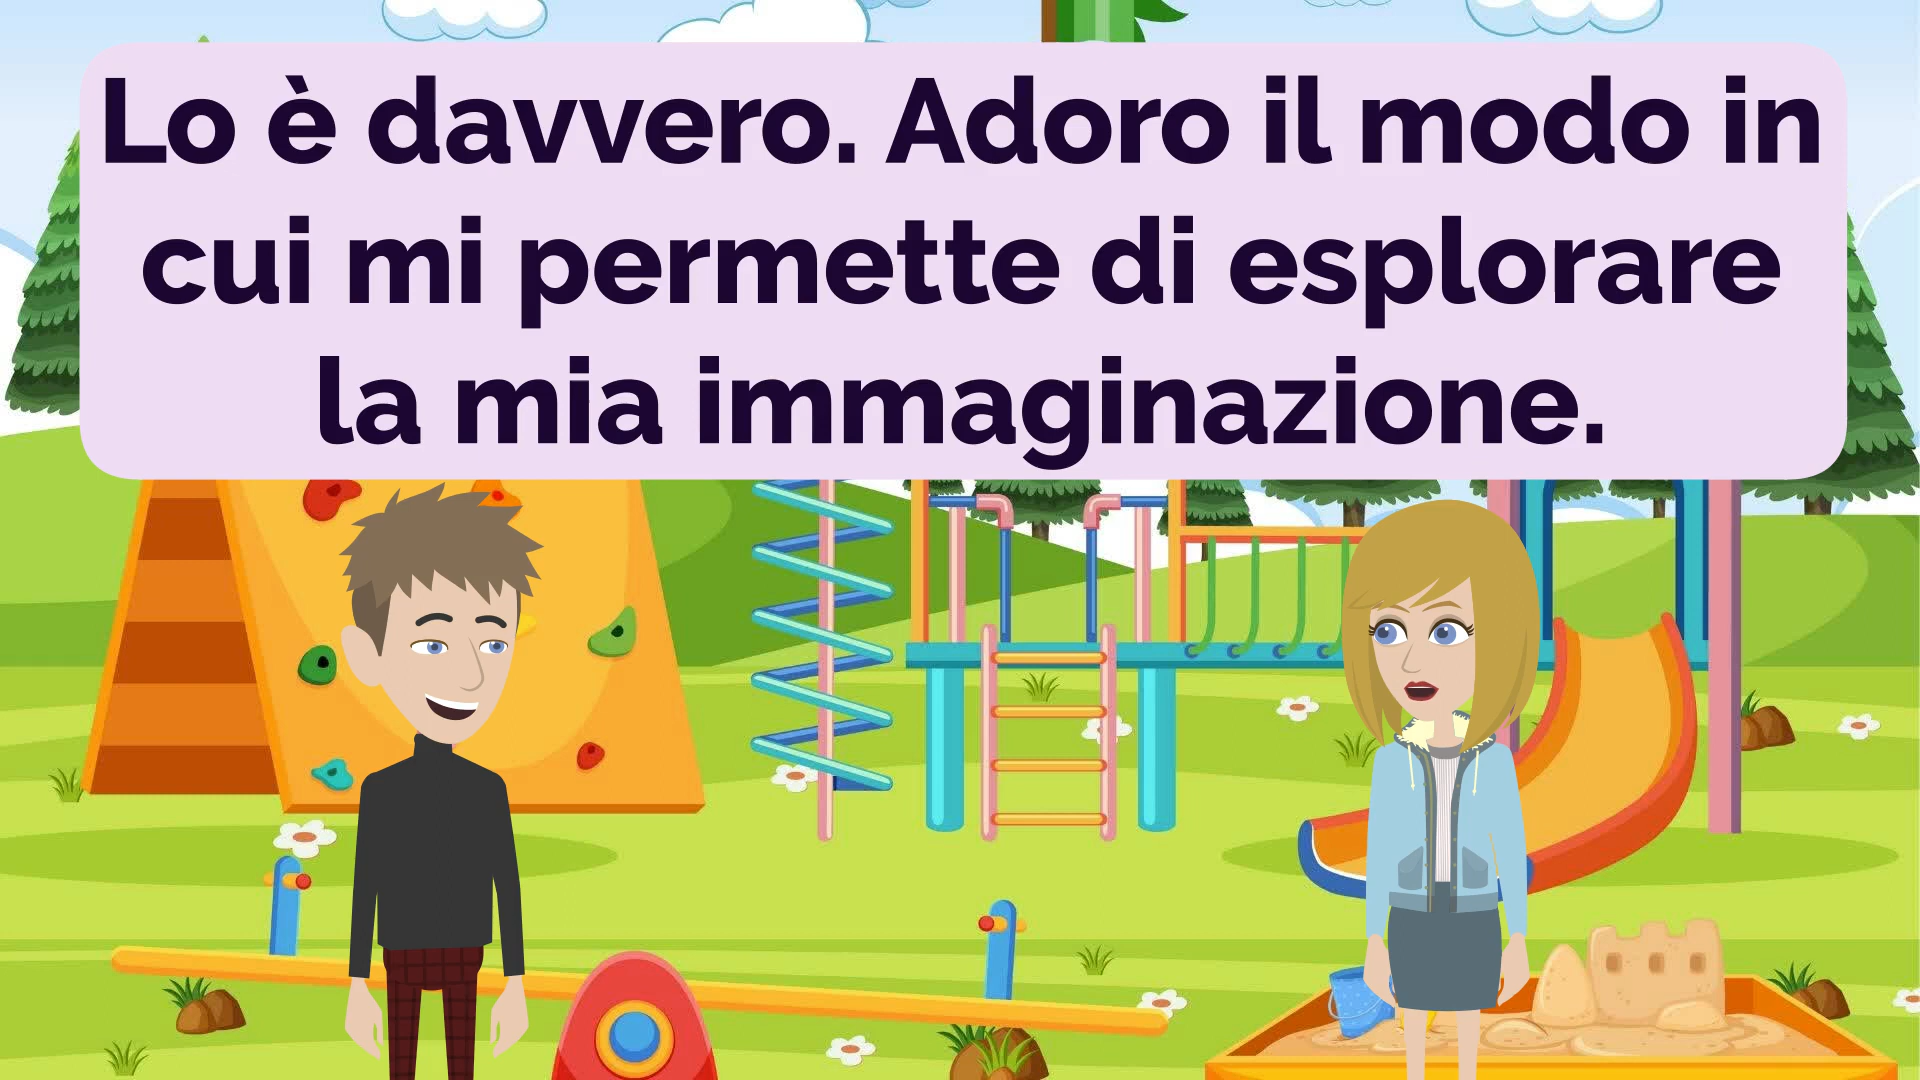 Lo è davvero. Adoro il modo in
cui mi permette di esplorare
la mia immaginazione.